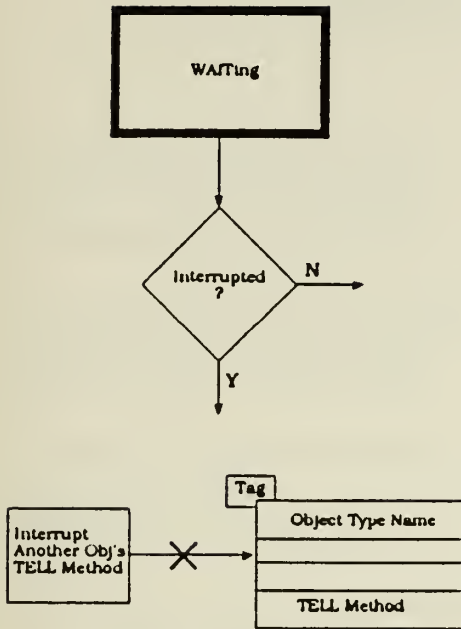 WAITing
Interrupted
?
N
Y
Tag
Interrupt
Another Obj's
TELL Method
Object Type Name
TELL Method